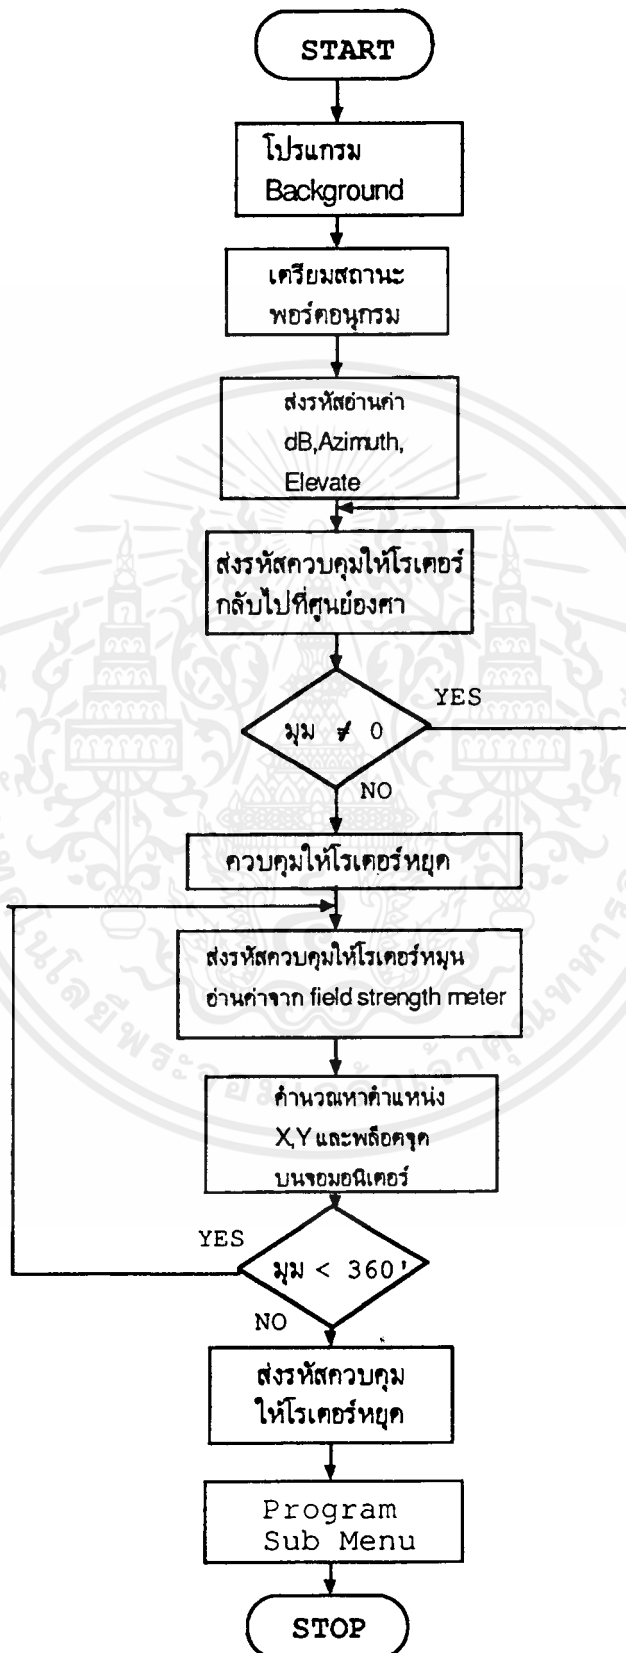 START
โปรแกรม
Background
เตรียมสถานะ
พอร์ตอนุกรม
ส่งรหัสอ่านค่า
dB,Azimuth,
Elevate
ส่งรหัสควบคุมให้โรเตอร์
กลับไปที่ศูนย์องศา
YES
มุม ≠ 0
NO
ควบคุมให้โรเตอร์หยุด
ส่งรหัสควบคุมให้โรเตอร์หมุน
อ่านค่าจาก field strength meter
คำนวณหาตำแหน่ง
X,Y และพล็อตจุด
บนจอมอนิเตอร์
YES
มุม < 360'
NO
ส่งรหัสควบคุม
ให้โรเตอร์หยุด
Program
Sub Menu
STOP